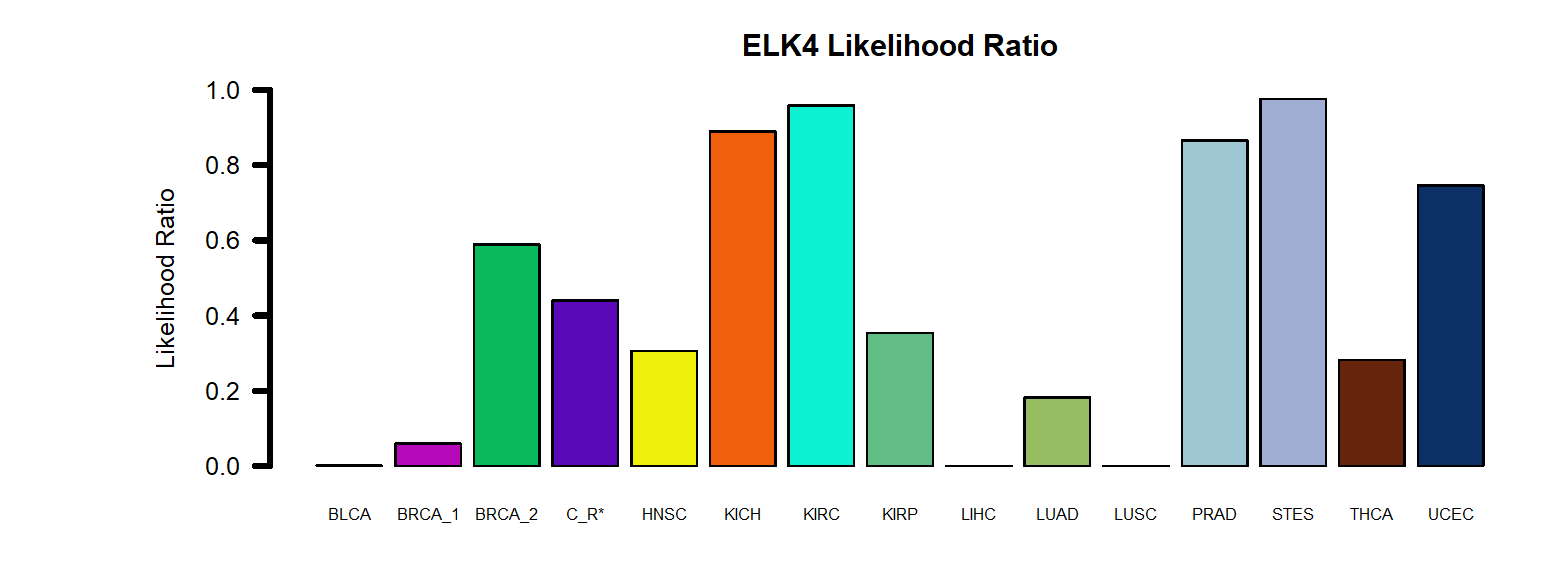 ELK4 Likelihood Ratio
Likelihood Ratio
1.0
0.8
0.6
0.4
0.2
0.0
BLCA BRCA_1 BRCA_2 C_R* HNSC KICH KIRC KIRP LIHC LUAD LUSC PRAD STES THCA UCEC